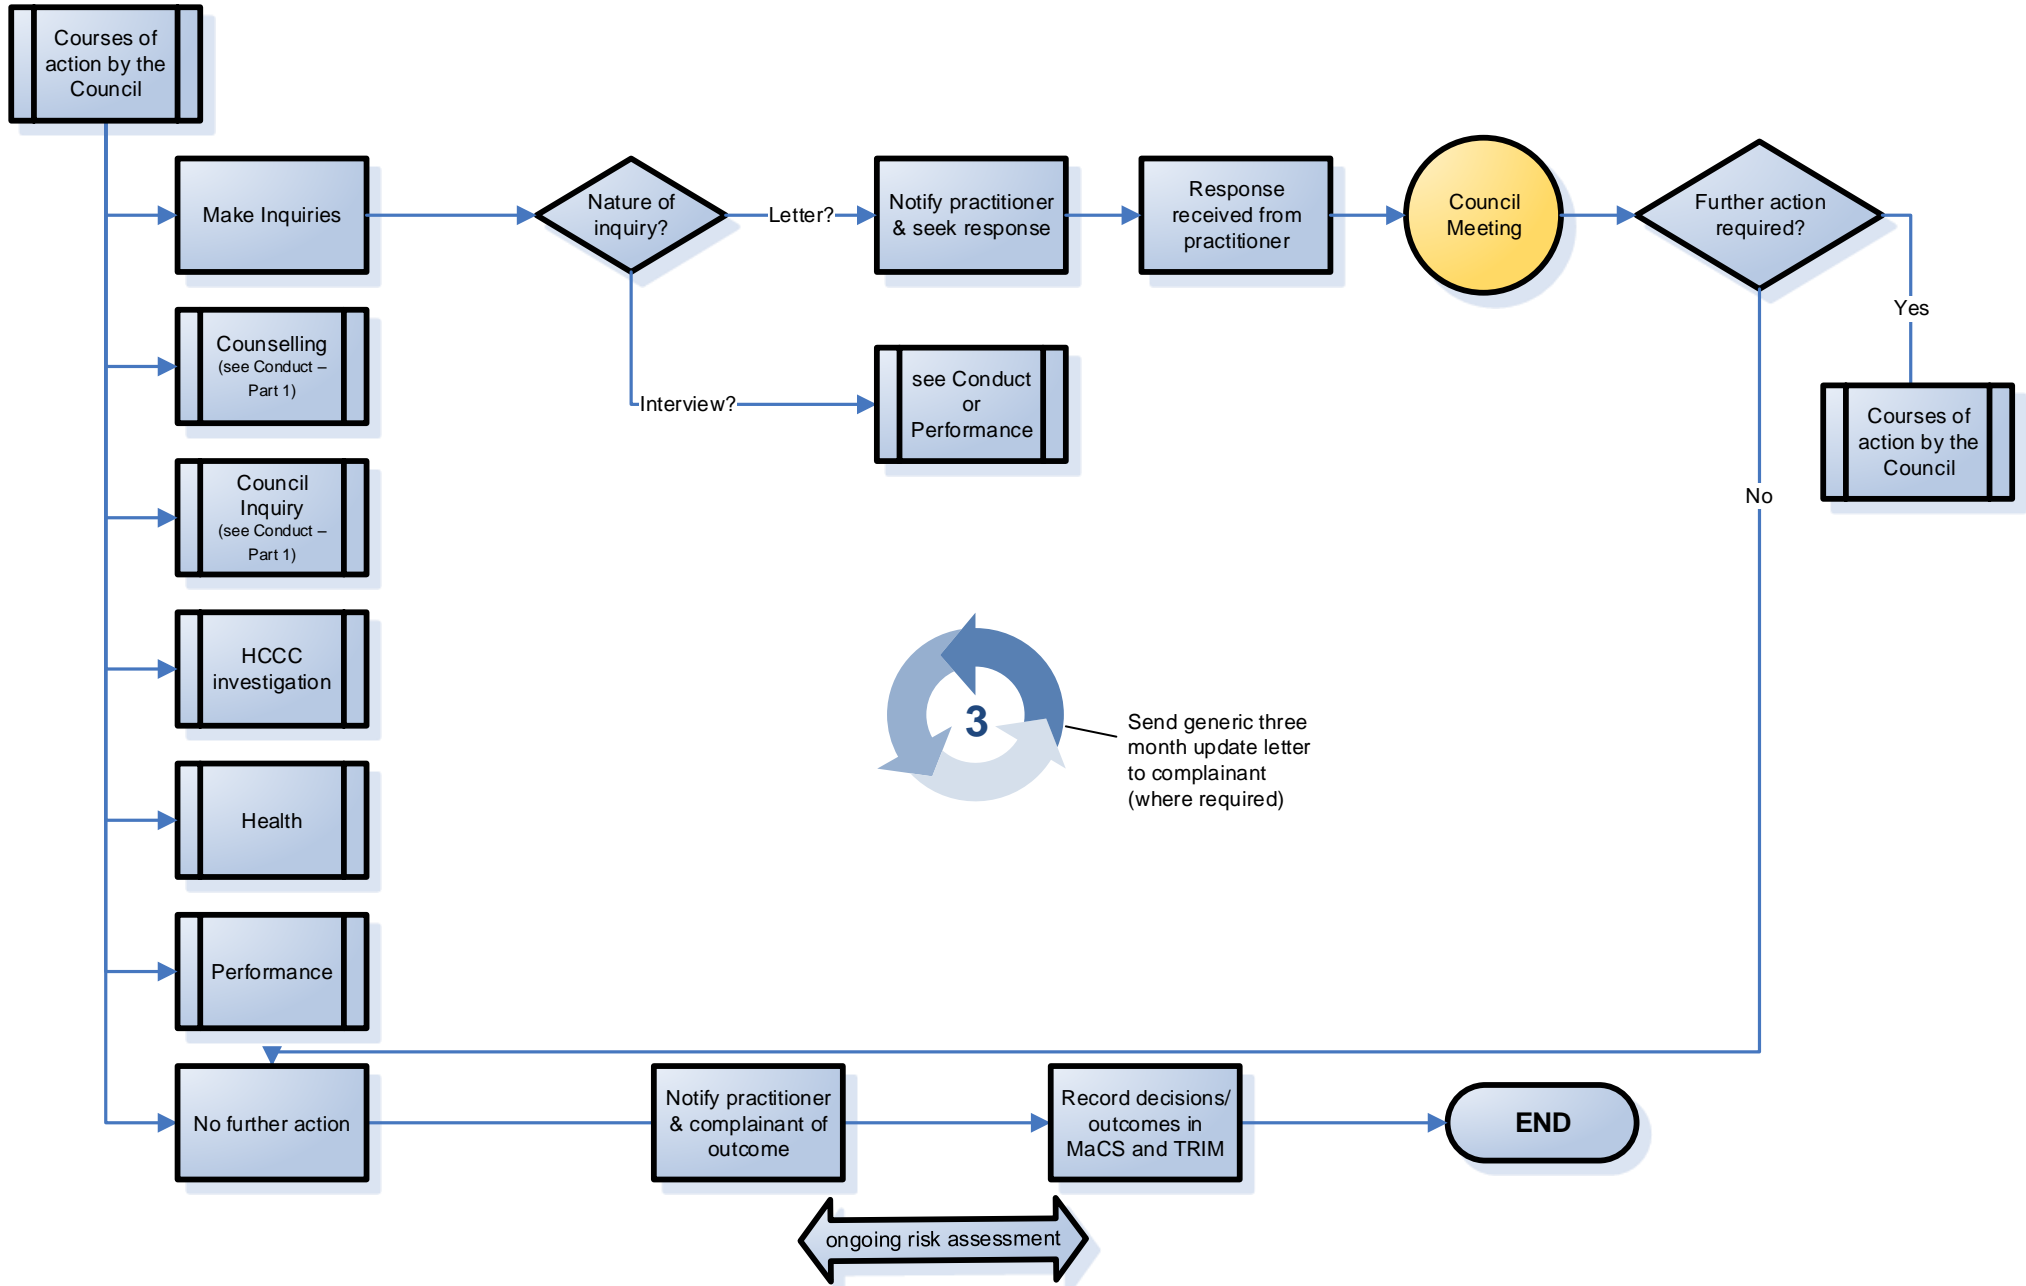 Courses of
action by the
Council
Make Inquiries
Nature of
inquiry?
Letter?
Notify practitioner
& seek response
Response
received from
practitioner
Council
Meeting
Further action
required?
Yes
Counselling
(see Conduct –
Part 1)
Interview?
see Conduct
or
Performance
Courses of
action by the
Council
No
Council
Inquiry
(see Conduct –
Part 1)
HCCC
investigation
3
Send generic three
month update letter
to complainant
(where required)
Health
Performance
No further action
Notify practitioner
& complainant of
outcome
Record decisions/
outcomes in
MaCS and TRIM
END
ongoing risk assessment